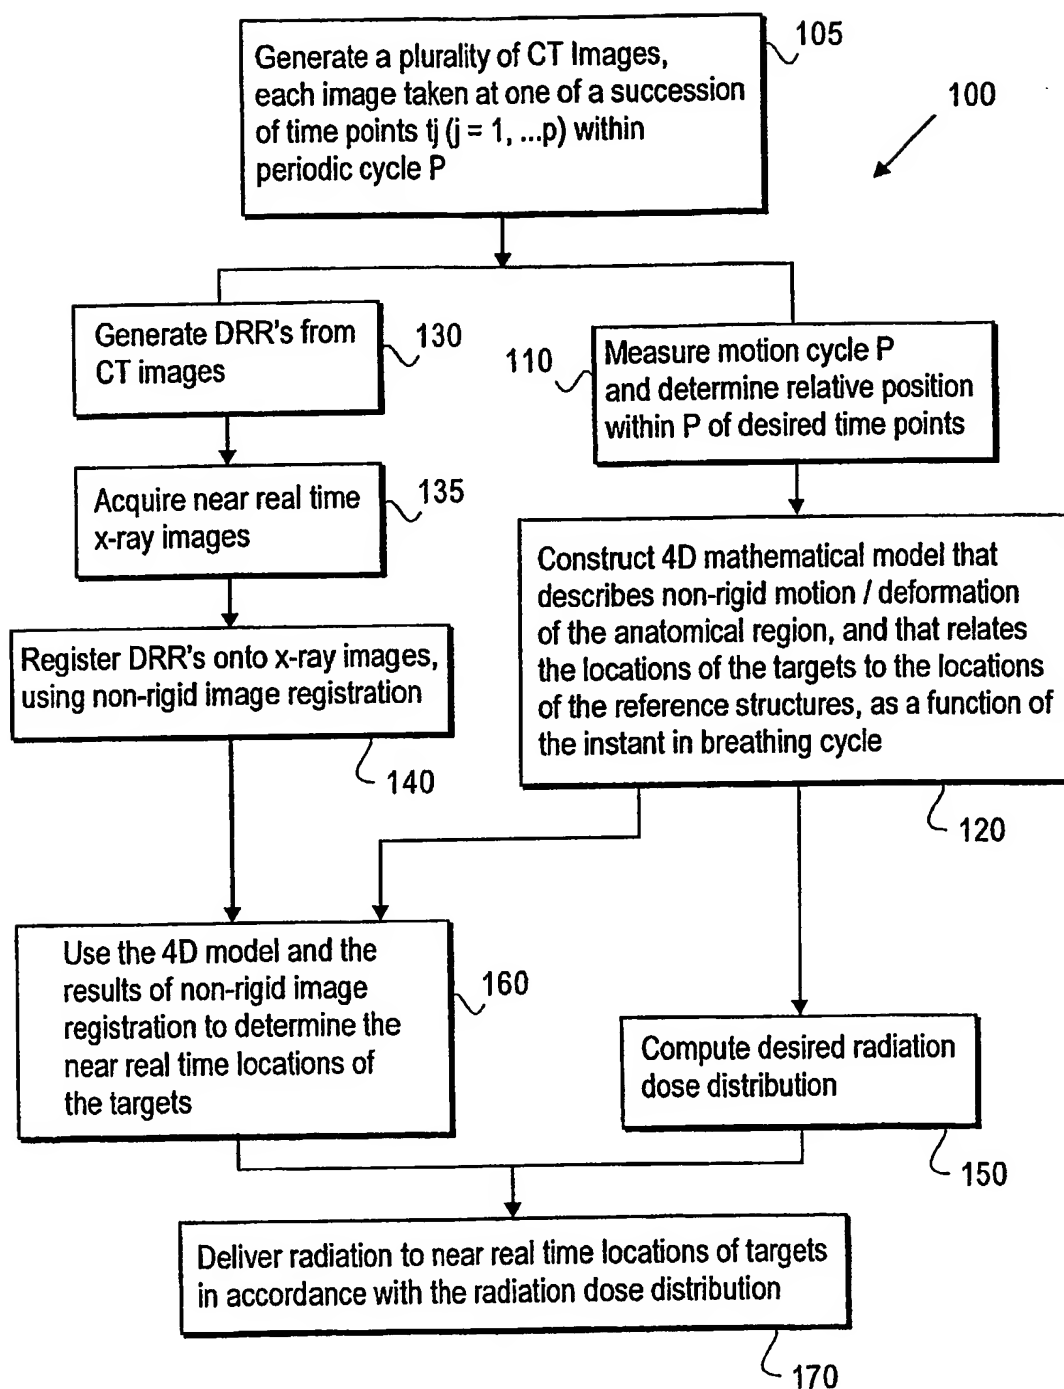 Generate a plurality of CT Images,
each image taken at one of a succession
of time points tj (j = 1, ...p) within
periodic cycle P
105
100
Generate DRR's from
CT images
130
110
Measure motion cycle P
and determine relative position
within P of desired time points
Acquire near real time
x-ray images
135
Construct 4D mathematical model that
describes non-rigid motion / deformation
of the anatomical region, and that relates
the locations of the targets to the locations
of the reference structures, as a function of
the instant in breathing cycle
120
Register DRR's onto x-ray images,
using non-rigid image registration
140
Use the 4D model and the
results of non-rigid image
registration to determine the
near real time locations of
the targets
160
Compute desired radiation
dose distribution
150
Deliver radiation to near real time locations of targets
in accordance with the radiation dose distribution
170